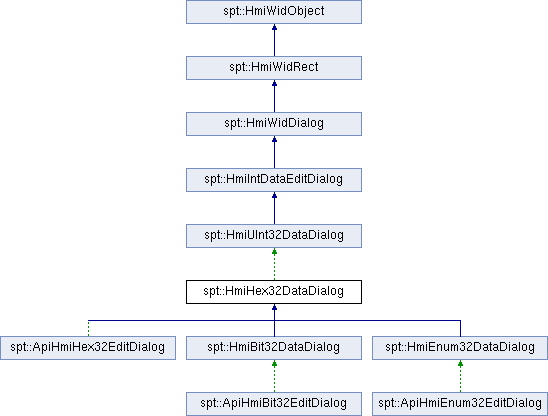 spt::HmiWidObject
spt::HmiWidRect
spt::HmiWidDialog
spt::HmiIntDataEditDialog
spt::HmiUInt32DataDialog
spt::HmiHex32DataDialog
spt::ApiHmiHex32EditDialog
spt::HmiBit32DataDialog
spt::HmiEnum32DataDialog
spt::ApiHmiBit32EditDialog
spt::ApiHmiEnum32EditDialog